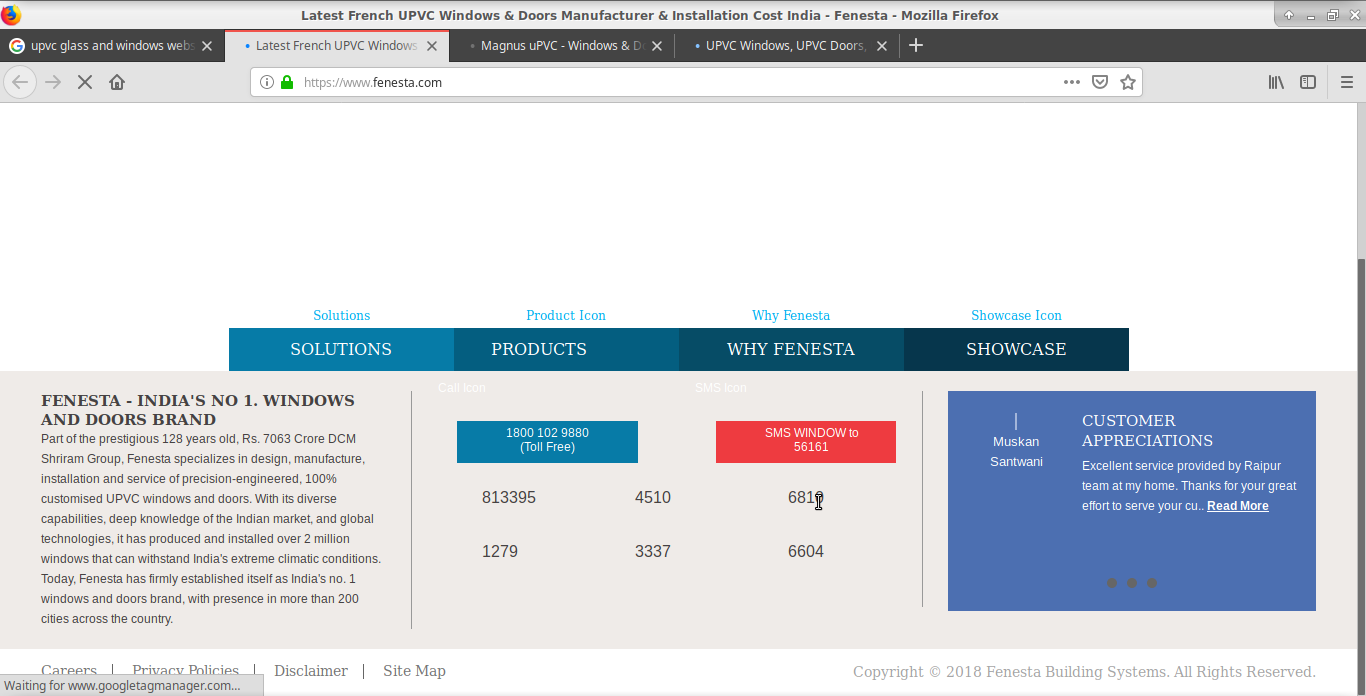 Latest French UPVC Windows & Doors Manufacturer & Installation Cost India - Fenesta - Mozilla Firefox
upvc glass and windows webs
Latest French UPVC Windows
Magnus uPVC - Windows & D
UPVC Windows, UPVC Doors,
https://www.fenesta.com
Solutions
Product Icon
Why Fenesta
Showcase Icon
SOLUTIONS
PRODUCTS
WHY FENESTA
SHOWCASE
FENESTA - INDIA'S NO 1. WINDOWS
AND DOORS BRAND
Part of the prestigious 128 years old, Rs. 7063 Crore DCM
Shriram Group, Fenesta specializes in design, manufacture,
installation and service of precision-engineered, 100%
customised UPVC windows and doors. With its diverse
capabilities, deep knowledge of the Indian market, and global
technologies, it has produced and installed over 2 million
windows that can withstand India's extreme climatic conditions.
Today, Fenesta has firmly established itself as India's no. 1
windows and doors brand, with presence in more than 200
cities across the country.
Call Icon
SMS Icon
1800 102 9880
(Toll Free)
SMS WINDOW to
56161
813395
4510
1279
3337
6604
Muskan
Santwani
CUSTOMER
APPRECIATIONS
Excellent service provided by Raipur
team at my home. Thanks for your great
effort to serve your cu.. Read More
Careers
Privacy Policies
Disclaimer
Site Map
Copyright © 2018 Fenesta Building Systems. All Rights Reserved.
Waiting for www.googletagmanager.com...